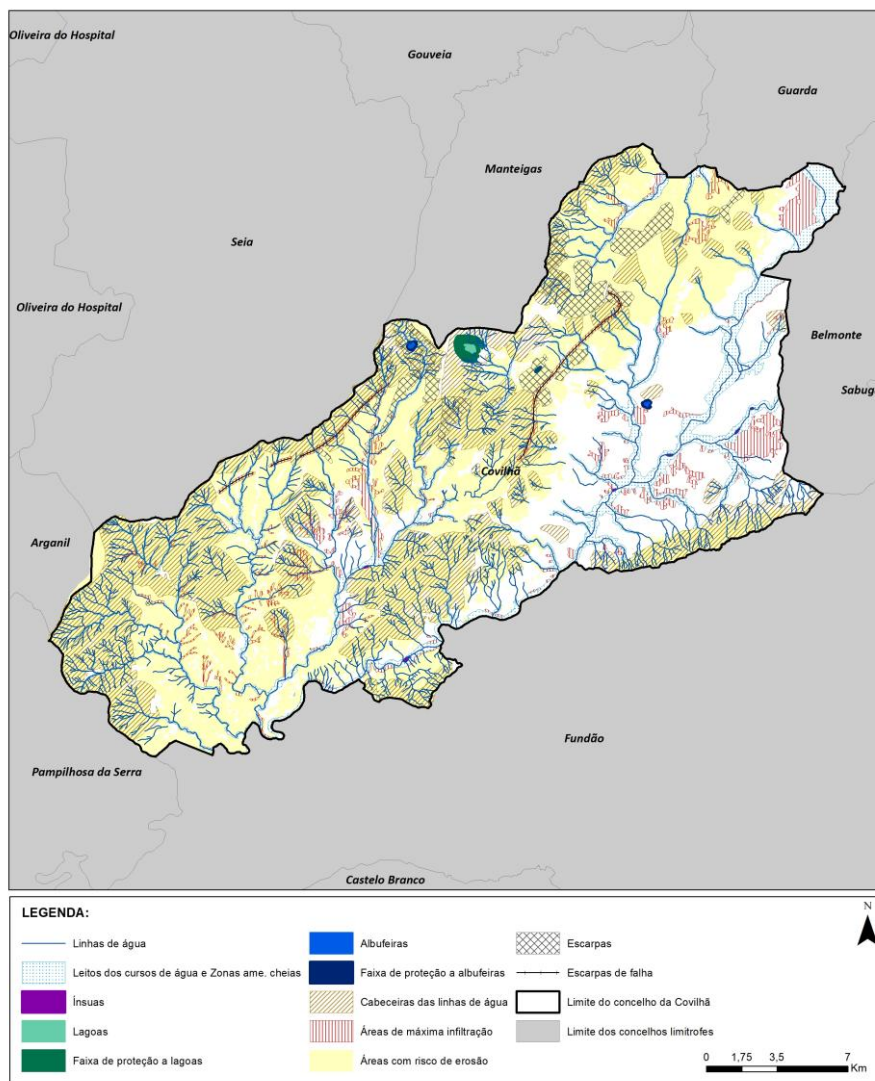 Oliveira do Hospital
Gouveia
Guarda
Manteigas
Seia
Oliveira do Hospital
Belmonte
Sabuga
Covilhã
Arganil
Fundão
Pampilhosa da Serra
Castelo Branco
LEGENDA:
Linhas de água
Leitos dos cursos de água e Zonas ame. cheias
Ínsuas
Lagoas
Faixa de proteção a lagoas
Albufeiras
Faixa de proteção a albufeiras
Cabeceiras das linhas de água
Áreas de máxima infiltração
Áreas com risco de erosão
Escarpas
Escarpas de falha
Limite do concelho da Covilhã
Limite dos concelhos limitrofes
N
0 1,75 3,5 7
Km